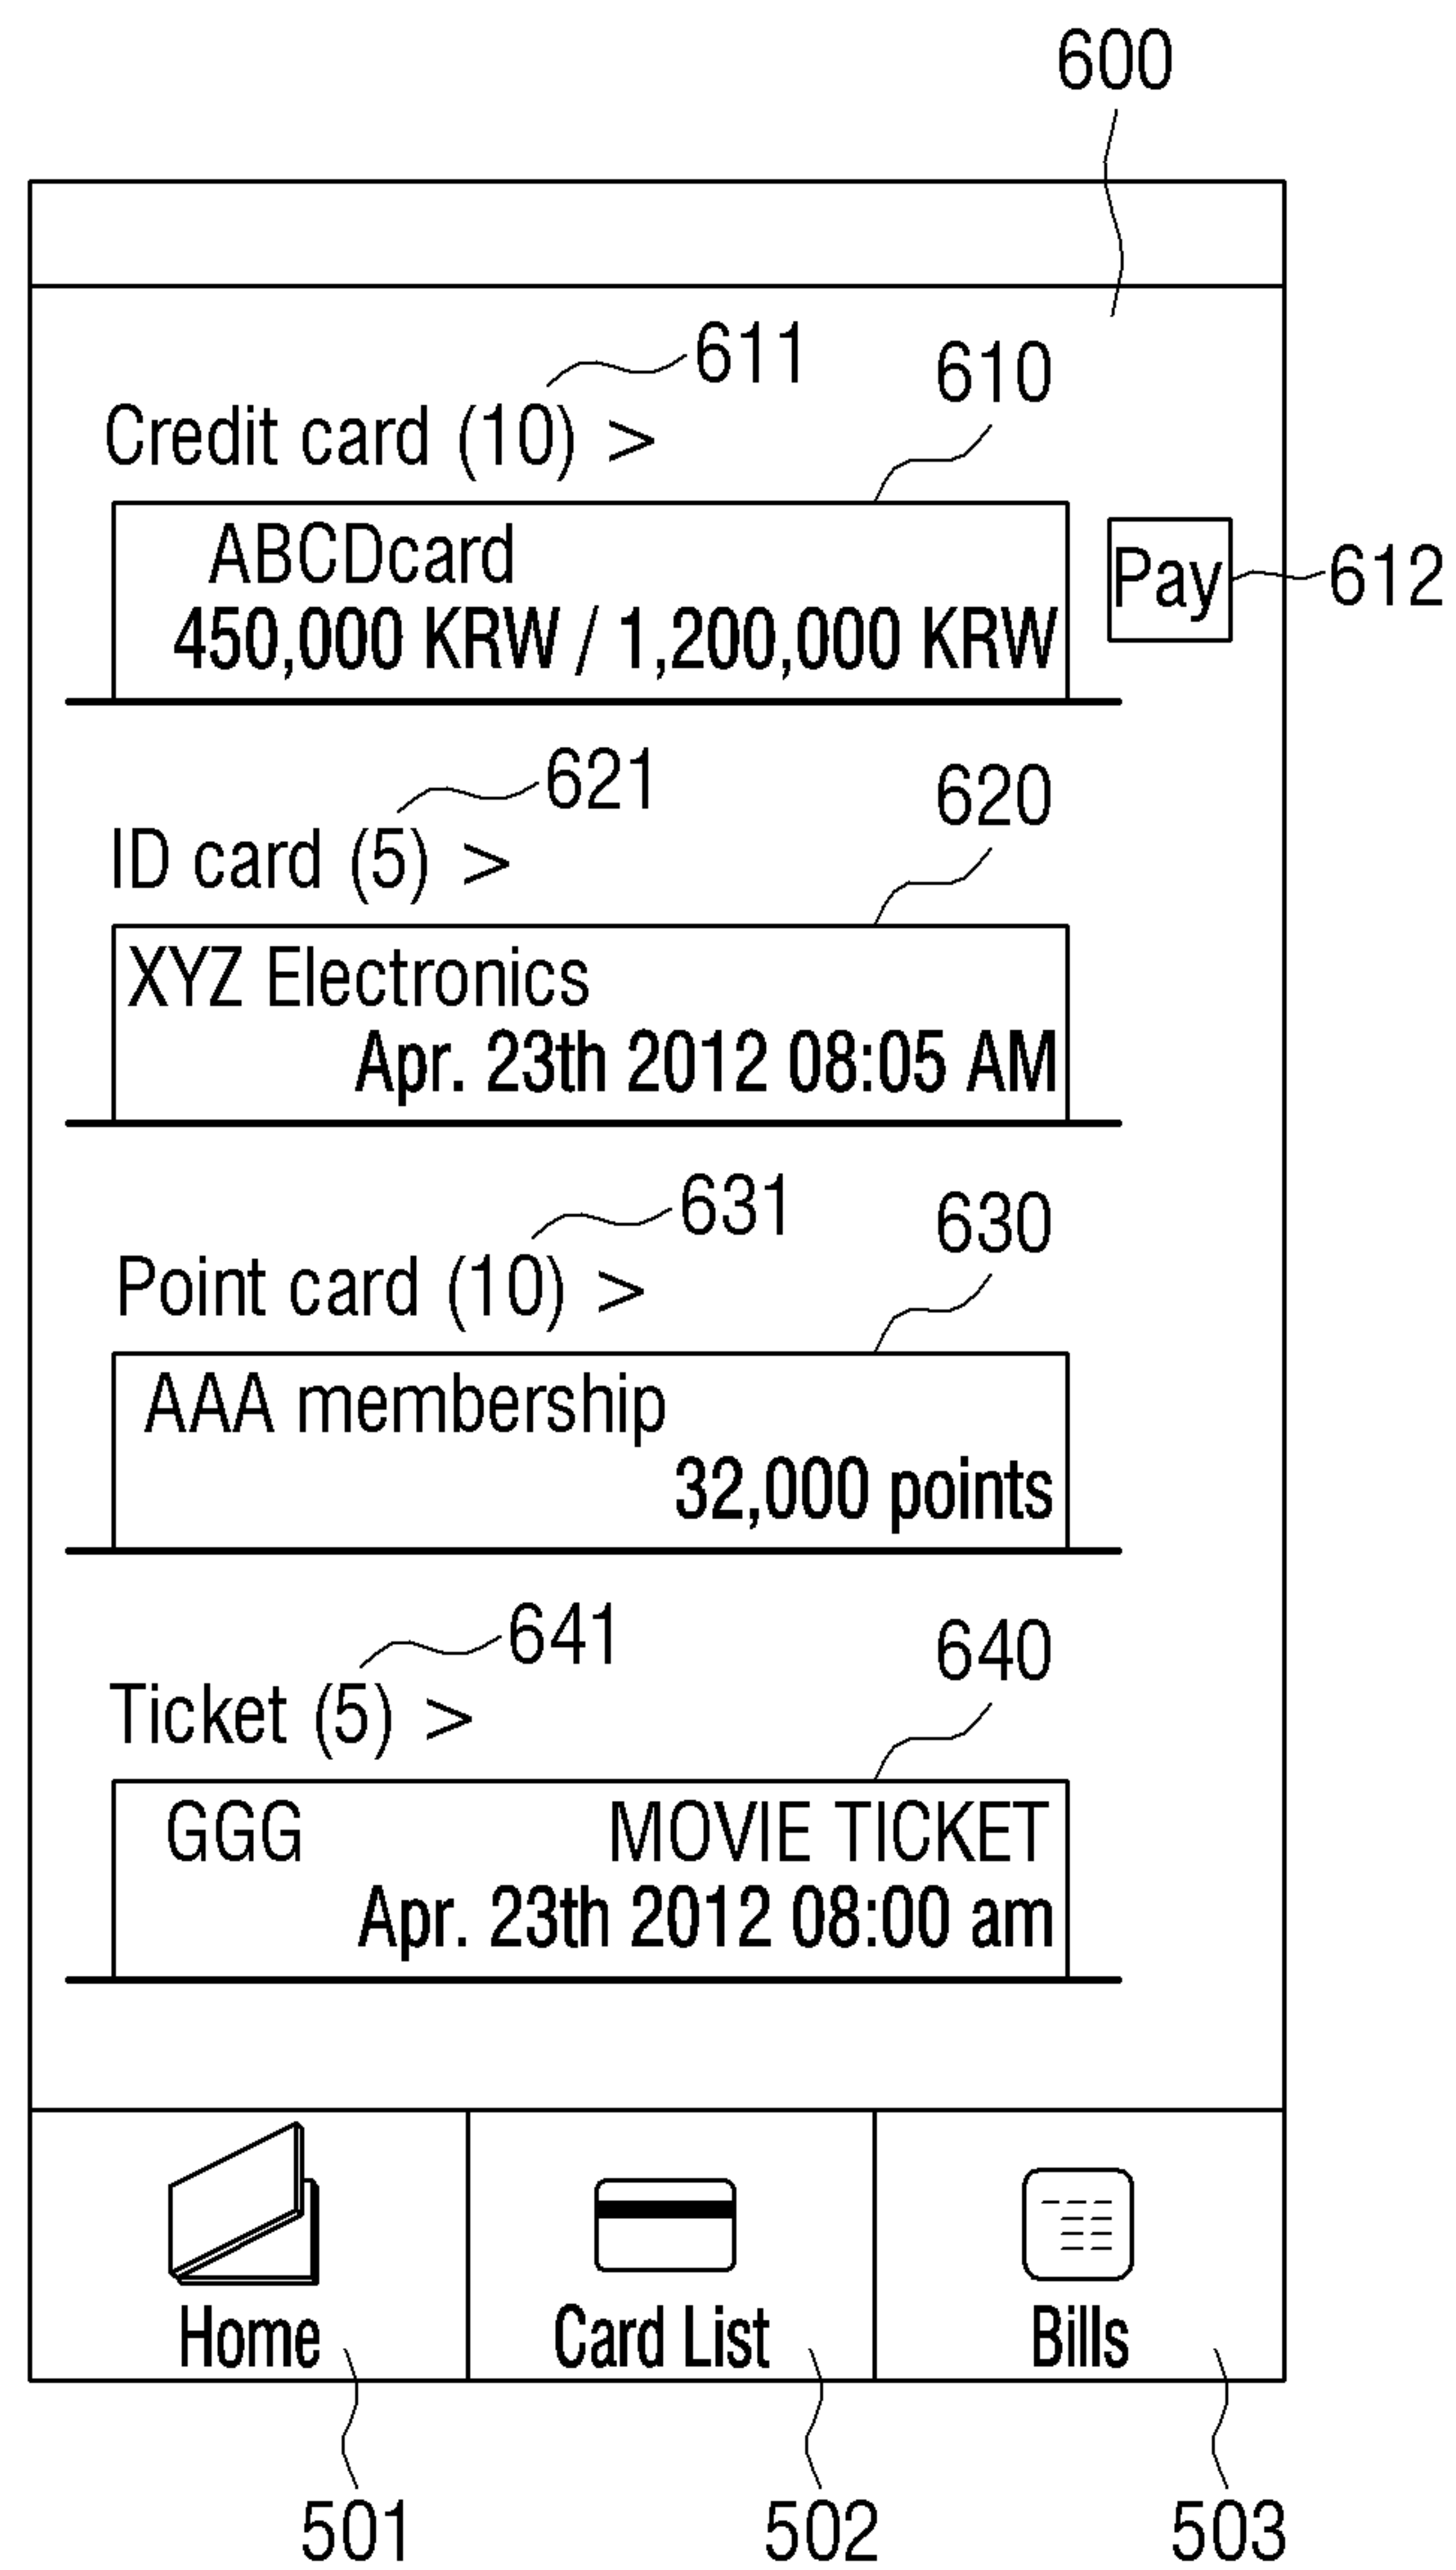 600
611
610
Credit card (10) >
ABCDcard
450,000 KRW / 1,200,000 KRW
Pay
612
621
620
ID card (5) >
XYZ Electronics
Apr. 23th 2012 08:05 AM
631
630
Point card (10) >
AAA membership
32,000 points
641
640
Ticket (5) >
GGG MOVIE TICKET
Apr. 23th 2012 08:00 am
Home Card List Bills
501 502 503